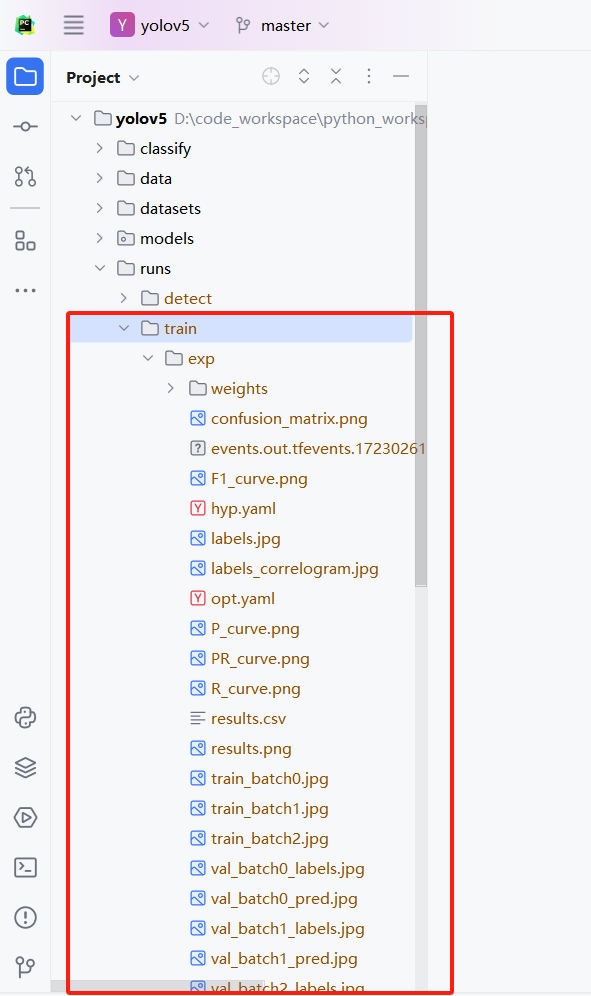 PC
Y yolov5 master
Project
yolov5 D:\code_workspace\python_works
classify
data
datasets
models
runs
detect
train
exp
weights
confusion_matrix.png
? events.out.tfevents.17230261
F1_curve.png
Y hyp.yaml
labels.jpg
labels_correlogram.jpg
Y opt.yaml
P_curve.png
PR_curve.png
R_curve.png
results.csv
results.png
train_batch0.jpg
train_batch1.jpg
train_batch2.jpg
val_batch0_labels.jpg
val_batch0_pred.jpg
val_batch1_labels.jpg
val_batch1_pred.jpg
val_batch2_labels.jpg